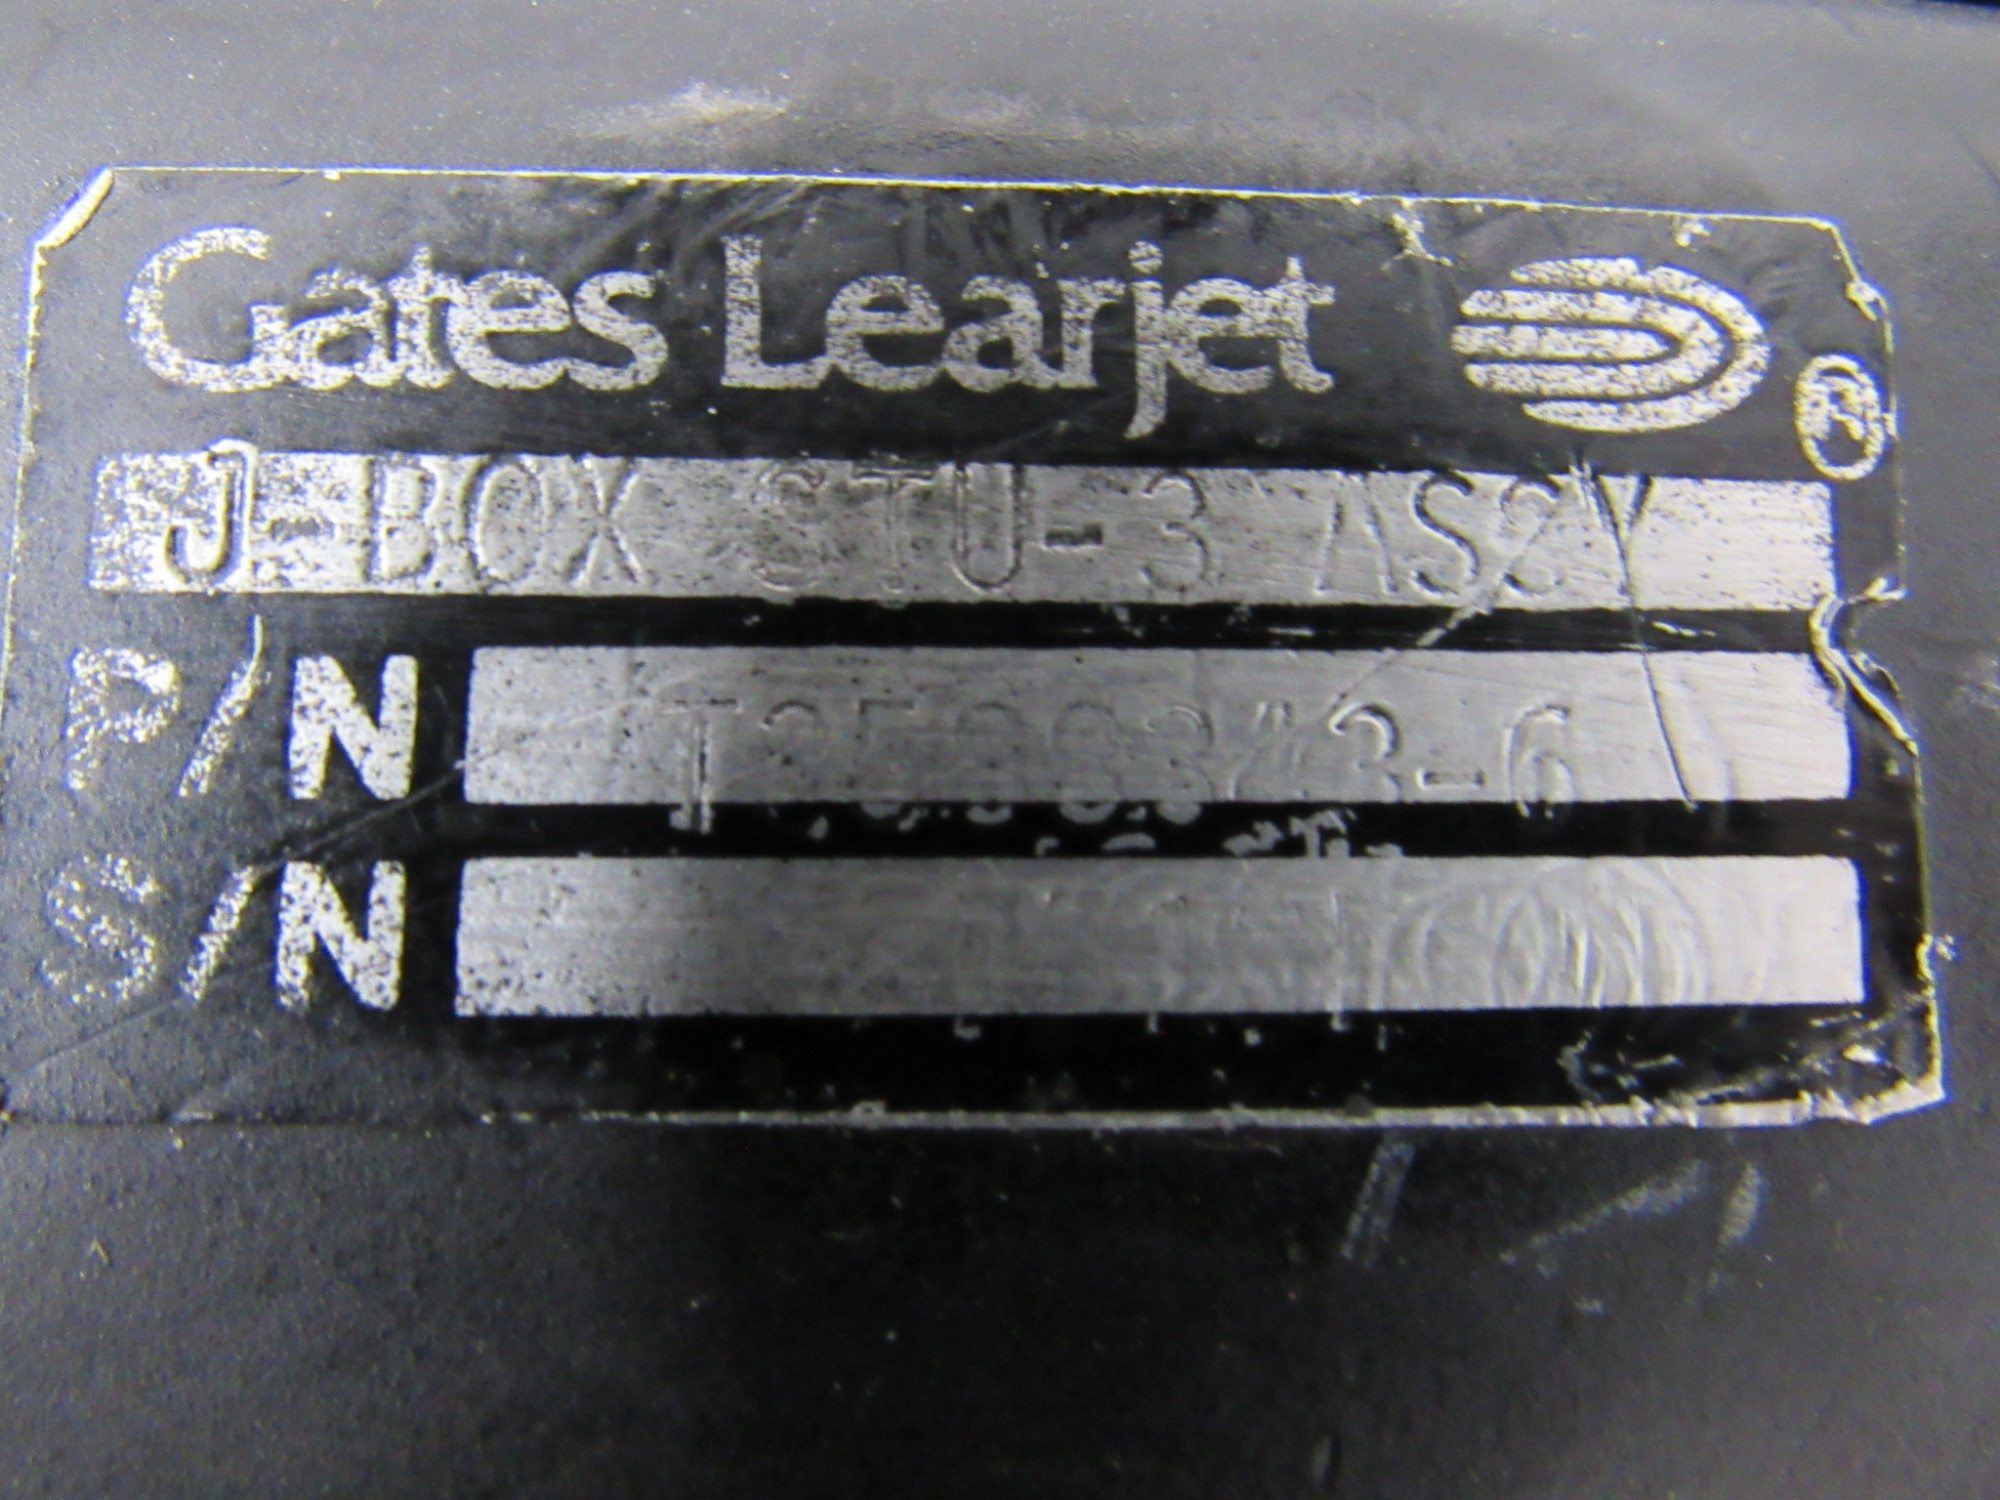 Gates Learjet ®
J-BOX STU-3 ASSY
P/N
S/N